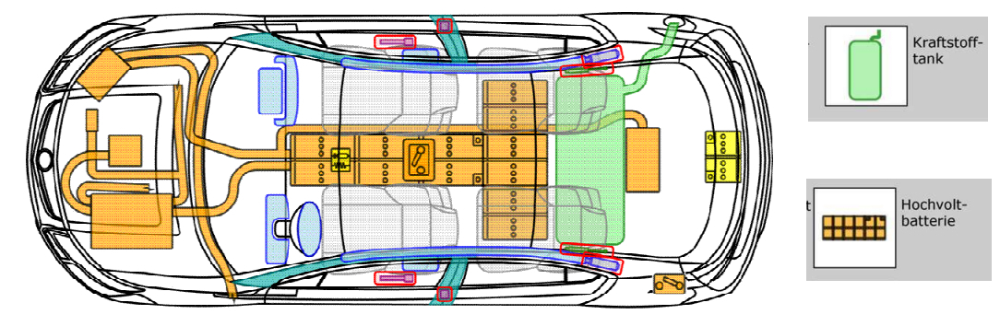 Kraftstoff-
tank
t
Hochvolt-
batterie